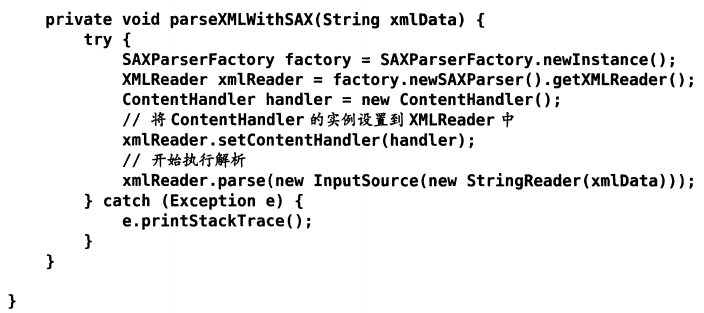 private void parseXMLWithSAX(String xmlData) {
try {
SAXParserFactory factory = SAXParserFactory.newInstance();
XMLReader xmlReader = factory.newSAXParser().getXMLReader();
ContentHandler handler = new ContentHandler();
// 将 ContentHandler 的实例设置到 XMLReader 中
xmlReader.setContentHandler(handler);
// 开始执行解析
xmlReader.parse(new InputSource(new StringReader(xmlData)));
} catch (Exception e) {
e.printStackTrace();
}
}
}